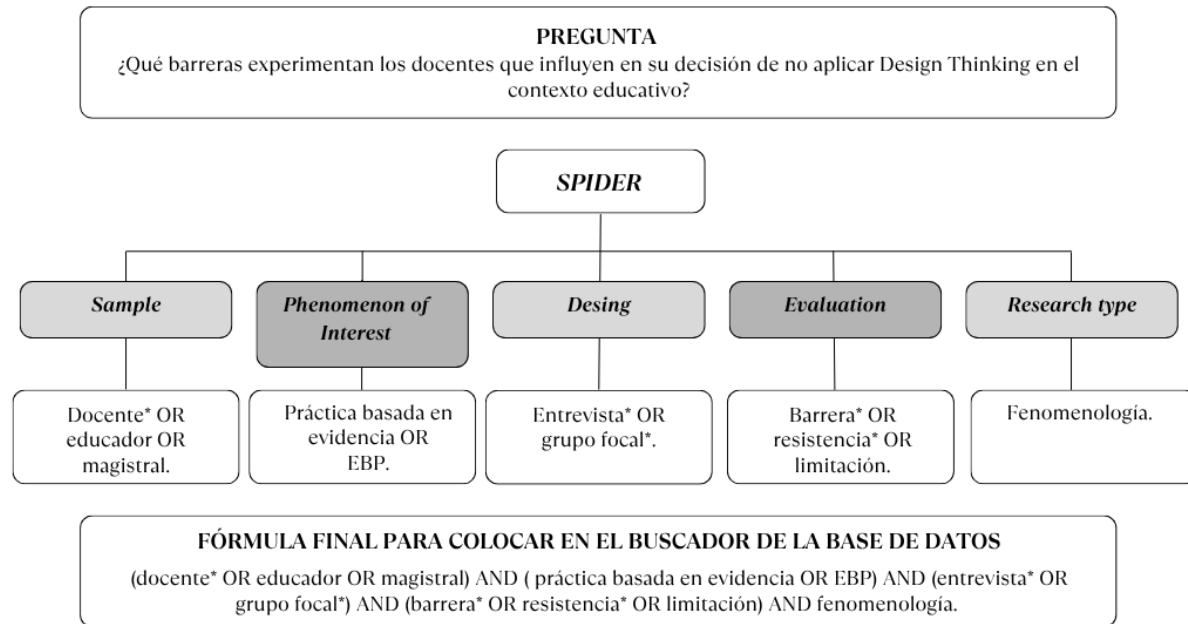 PREGUNTA
¿Qué barreras experimentan los docentes que influyen en su decisión de no aplicar Design Thinking en el
contexto educativo?
SPIDER
Sample
Phenomenon of
Interest
Desing
Evaluation
Research type
Docente* OR
educador OR
magistral.
Práctica basada en
evidencia OR
EBP.
Entrevista* OR
grupo focal*.
Barrera* OR
resistencia* OR
limitación.
Fenomenología.
FÓRMULA FINAL PARA COLOCAR EN EL BUSCADOR DE LA BASE DE DATOS
(docente* OR educador OR magistral) AND ( práctica basada en evidencia OR EBP) AND (entrevista* OR
grupo focal*) AND (barrera* OR resistencia* OR limitación) AND fenomenología.